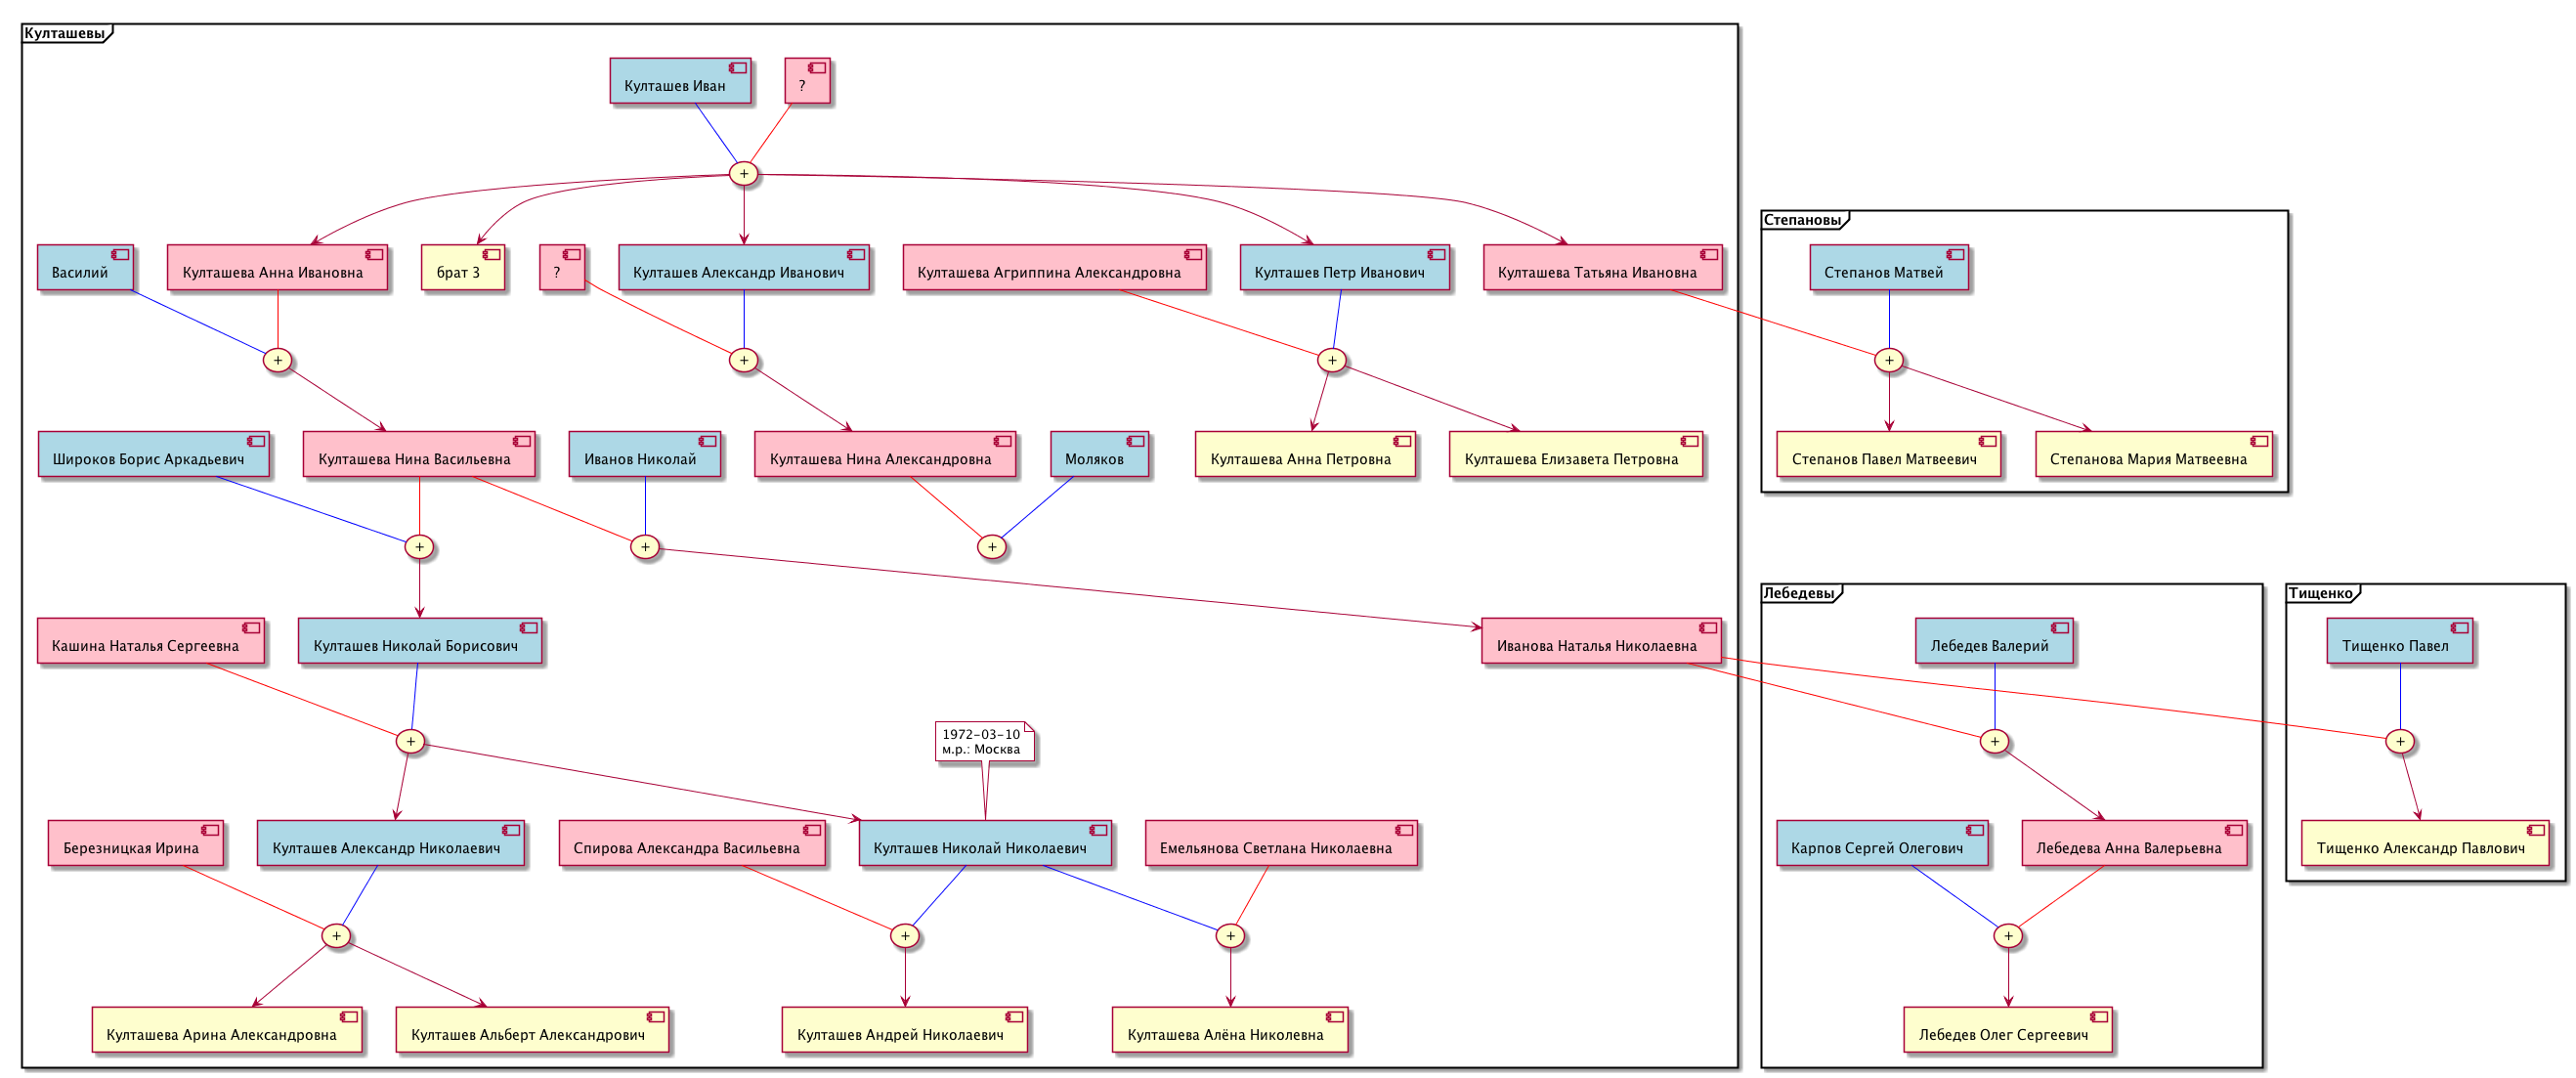 Култашевы
Култашев Иван
?
+
Степановы
Василий
Култашева Анна Ивановна
брат 3
?
Култашев Александр Иванович
Култашева Агриппина Александровна
Култашев Петр Иванович
Култашева Татьяна Ивановна
Степанов Матвей
+
+
+
+
Широков Борис Аркадьевич
Култашева Нина Васильевна
Иванов Николай
Култашева Нина Александровна
Моляков
Култашева Анна Петровна
Култашева Елизавета Петровна
Степанов Павел Матвеевич
Степанова Мария Матвеевна
+
+
+
Лебедевы
Тищенко
Кашина Наталья Сергеевна
Култашев Николай Борисович
Иванова Наталья Николаевна
Лебедев Валерий
Тищенко Павел
+
1972-03-10
м.р.: Москва
+
+
Березницкая Ирина
Култашев Александр Николаевич
Спирова Александра Васильевна
Култашев Николай Николаевич
Емельянова Светлана Николаевна
Карпов Сергей Олегович
Лебедева Анна Валерьевна
Тищенко Александр Павлович
+
+
+
+
Култашева Арина Александровна
Култашев Альберт Александрович
Култашев Андрей Николаевич
Култашева Алёна Николевна
Лебедев Олег Сергеевич